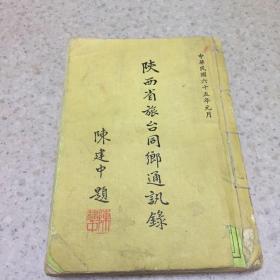 中華民國六十五年元月
陝西省旅台同鄉通訊錄
陳建中題